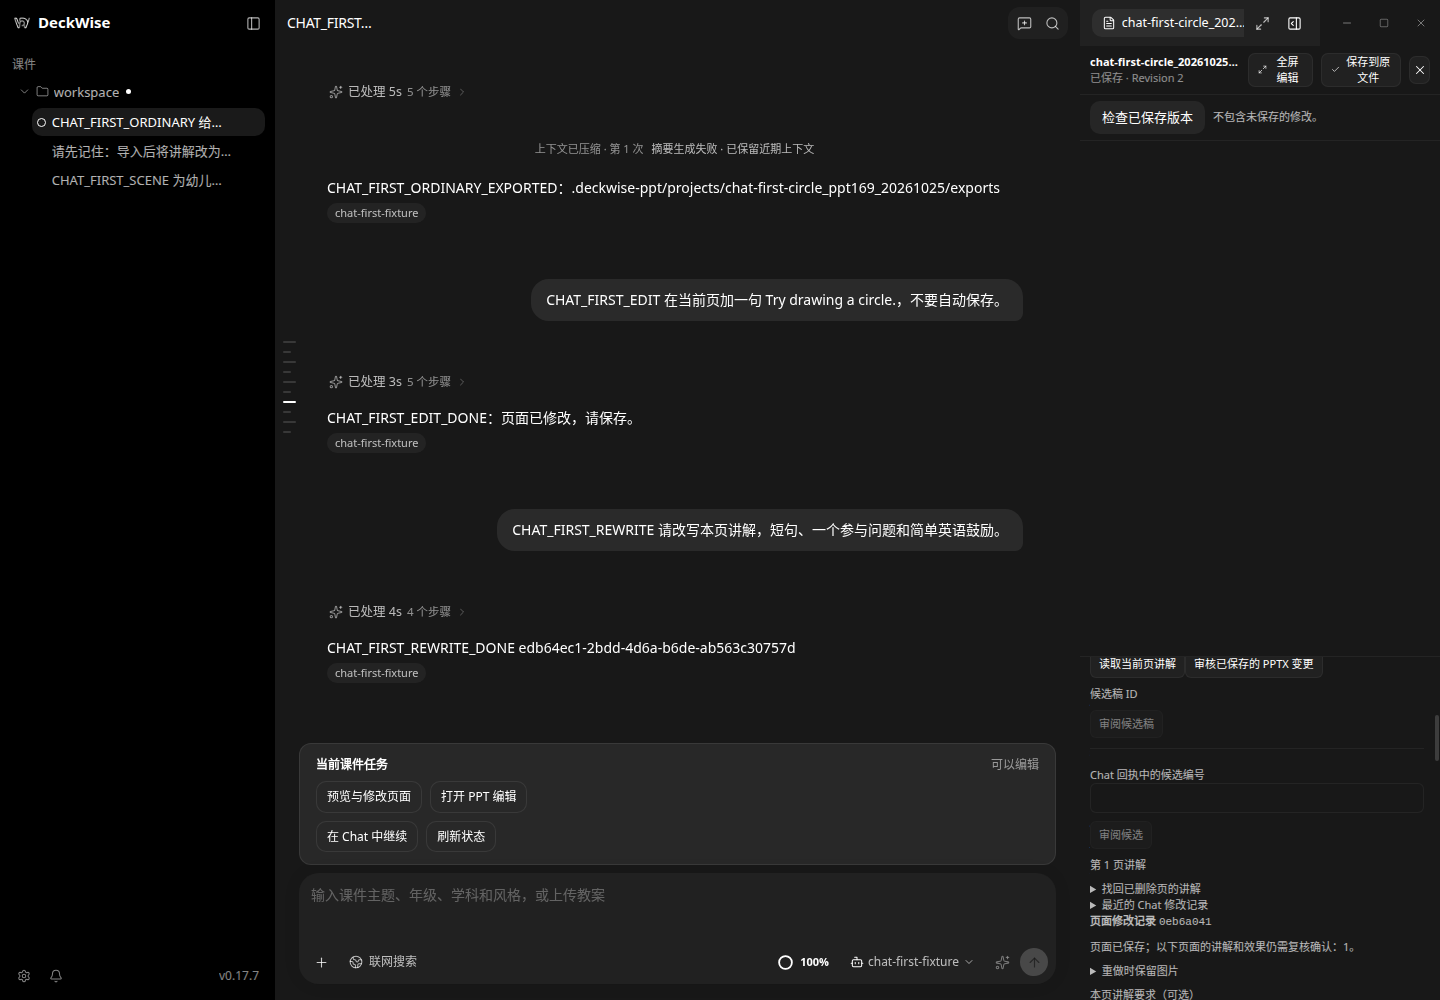 DeckWise
课件
workspace
CHAT_FIRST_ORDINARY 给...
请先记住：导入后将讲解改为...
CHAT_FIRST_SCENE 为幼儿...
v0.17.7
CHAT_FIRST...
已处理 5s 5 个步骤
上下文已压缩 · 第 1 次 摘要生成失败 · 已保留近期上下文
CHAT_FIRST_ORDINARY_EXPORTED：.deckwise-ppt/projects/chat-first-circle_ppt169_20261025/exports
chat-first-fixture
CHAT_FIRST_EDIT 在当前页加一句 Try drawing a circle.，不要自动保存。
已处理 3s 5 个步骤
CHAT_FIRST_EDIT_DONE：页面已修改，请保存。
chat-first-fixture
CHAT_FIRST_REWRITE 请改写本页讲解，短句、一个参与问题和简单英语鼓励。
已处理 4s 4 个步骤
CHAT_FIRST_REWRITE_DONE edb64ec1-2bdd-4d6a-b6de-ab563c30757d
chat-first-fixture
当前课件任务 可以编辑
预览与修改页面 打开 PPT 编辑
在 Chat 中继续 刷新状态
输入课件主题、年级、学科和风格，或上传教案
联网搜索 100% chat-first-fixture
chat-first-circle_202...
chat-first-circle_20261025...
已保存 · Revision 2
全屏
编辑
保存到原
文件
检查已保存版本 不包含未保存的修改。
读取当前页讲解 审核已保存的 PPTX 变更
候选稿 ID
审阅候选稿
Chat 回执中的候选编号
审阅候选
第 1 页讲解
找回已删除页的讲解
最近的 Chat 修改记录
页面修改记录 0eb6a041
页面已保存；以下页面的讲解和效果仍需复核确认：1。
重做时保留图片
本页讲解要求（可选）